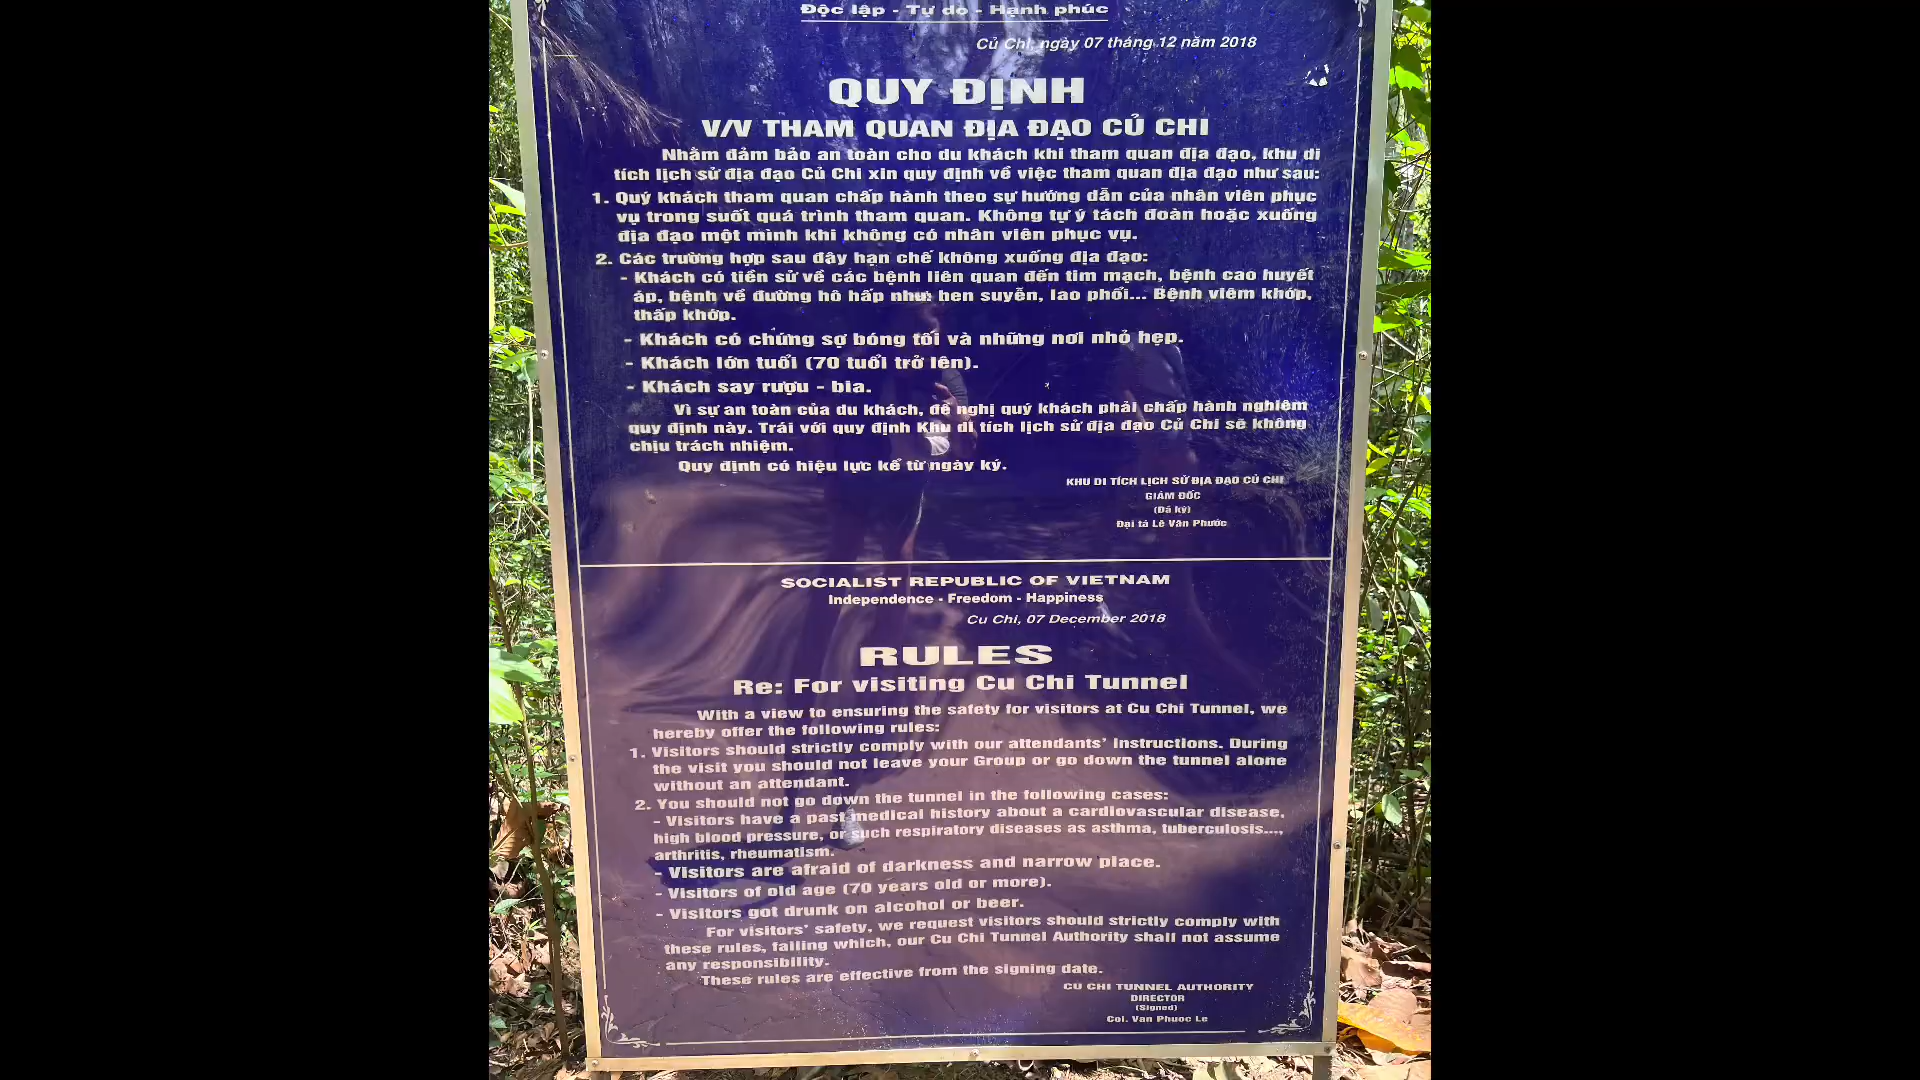 Độc lập - Tự do - Hạnh phúc
Củ Chi, ngày 07 tháng 12 năm 2018
QUY ĐỊNH
V/V THAM QUAN ĐỊA ĐẠO CỦ CHI
Nhằm đảm bảo an toàn cho du khách khi tham quan địa đạo, khu di
tích lịch sử địa đạo Củ Chi xin quy định về việc tham quan địa đạo như sau:
1. Quý khách tham quan chấp hành theo sự hướng dẫn của nhân viên phục
vụ trong suốt quá trình tham quan. Không tự ý tách đoàn hoặc xuống
địa đạo một mình khi không có nhân viên phục vụ.
2. Các trường hợp sau đây hạn chế không xuống địa đạo:
- Khách có tiền sử về các bệnh liên quan đến tim mạch, bệnh cao huyết
áp, bệnh về đường hô hấp như: hen suyễn, lao phổi... Bệnh viêm khớp,
thấp khớp.
- Khách có chứng sợ bóng tối và những nơi nhỏ hẹp.
- Khách lớn tuổi (70 tuổi trở lên).
- Khách say rượu - bia.
Vì sự an toàn của du khách, đề nghị quý khách phải chấp hành nghiêm
quy định này. Trái với quy định Khu di tích lịch sử địa đạo Củ Chi sẽ không
chịu trách nhiệm.
Quy định có hiệu lực kể từ ngày ký.
KHU DI TÍCH LỊCH SỬ ĐỊA ĐẠO CỦ CHI
GIÁM ĐỐC
(Đã ký)
Đại tá Lê Văn Phước
SOCIALIST REPUBLIC OF VIETNAM
Independence - Freedom - Happiness
Cu Chi, 07 December 2018
RULES
Re: For visiting Cu Chi Tunnel
With a view to ensuring the safety for visitors at Cu Chi Tunnel, we
hereby offer the following rules:
1. Visitors should strictly comply with our attendants' instructions. During
the visit you should not leave your Group or go down the tunnel alone
without an attendant.
2. You should not go down the tunnel in the following cases:
- Visitors have a past medical history about a cardiovascular disease,
high blood pressure, or such respiratory diseases as asthma, tuberculosis...,
arthritis, rheumatism.
- Visitors are afraid of darkness and narrow place.
- Visitors of old age (70 years old or more).
- Visitors got drunk on alcohol or beer.
For visitors' safety, we request visitors should strictly comply with
these rules, failing which, our Cu Chi Tunnel Authority shall not assume
any responsibility.
These rules are effective from the signing date.
CU CHI TUNNEL AUTHORITY
DIRECTOR
(Signed)
Col. Van Phuoc Le